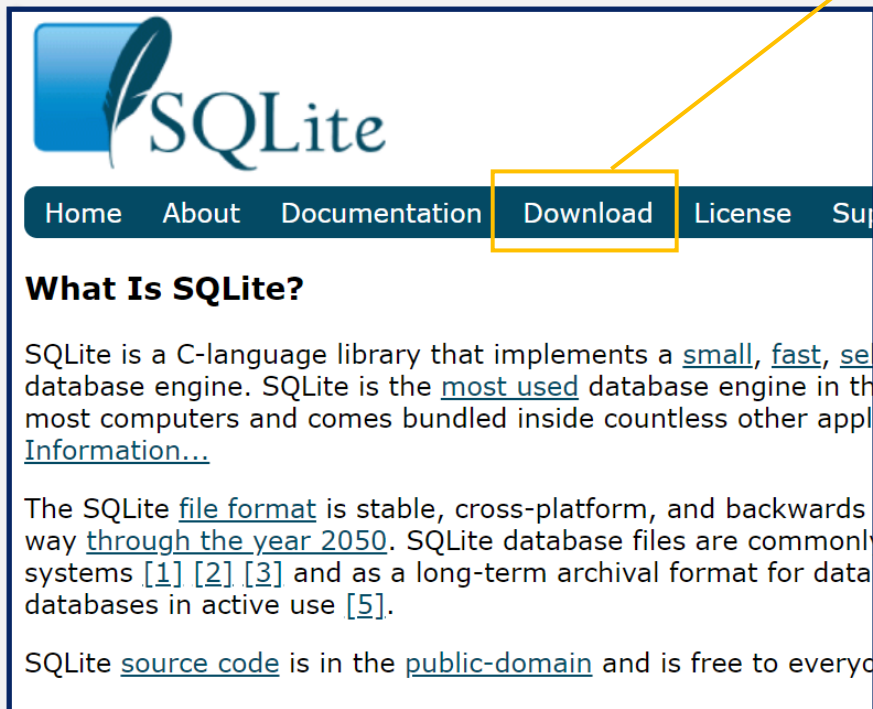 SQLite
Home About Documentation Download License
What Is SQLite?
SQLite is a C-language library that implements a small, fast,
database engine. SQLite is the most used database engine in
most computers and comes bundled inside countless other
Information...
The SQLite file format is stable, cross-platform, and backwards
way through the year 2050. SQLite database files are
systems [1] [2] [3] and as a long-term archival format for data
databases in active use [5].
SQLite source code is in the public-domain and is free to